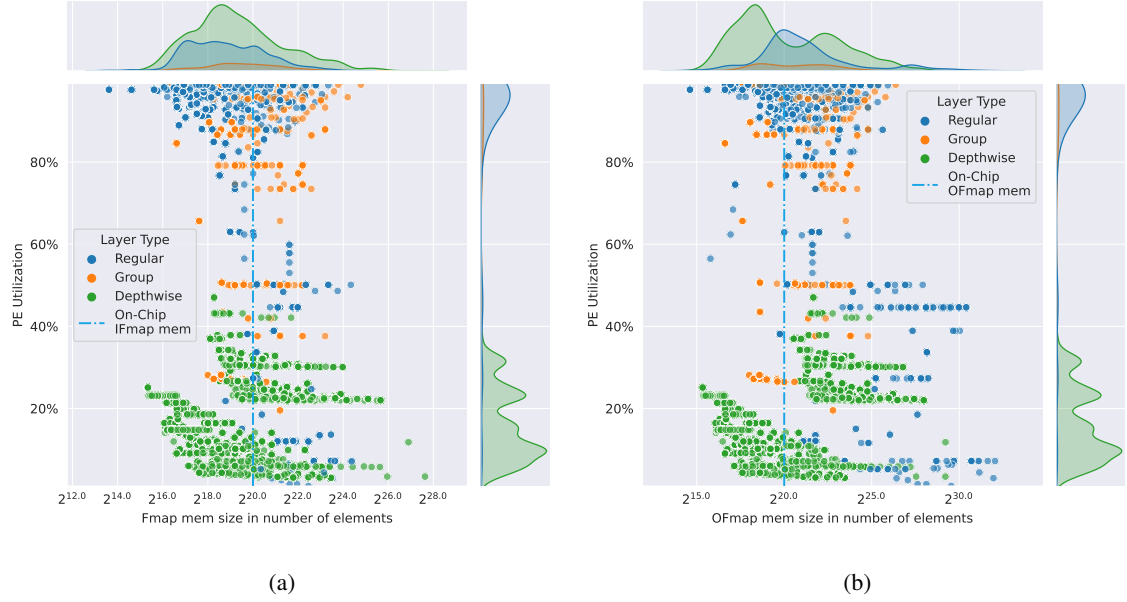 80%
60%
40%
20%
PE Utilization
Layer Type
Regular
Group
Depthwise
On-Chip
IFmap mem
2^12.0 2^14.0 2^16.0 2^18.0 2^20.0 2^22.0 2^24.0 2^26.0 2^28.0
Fmap mem size in number of elements
(a)
80%
60%
40%
20%
PE Utilization
Layer Type
Regular
Group
Depthwise
On-Chip
OFmap mem
2^15.0 2^20.0 2^25.0 2^30.0
OFmap mem size in number of elements
(b)